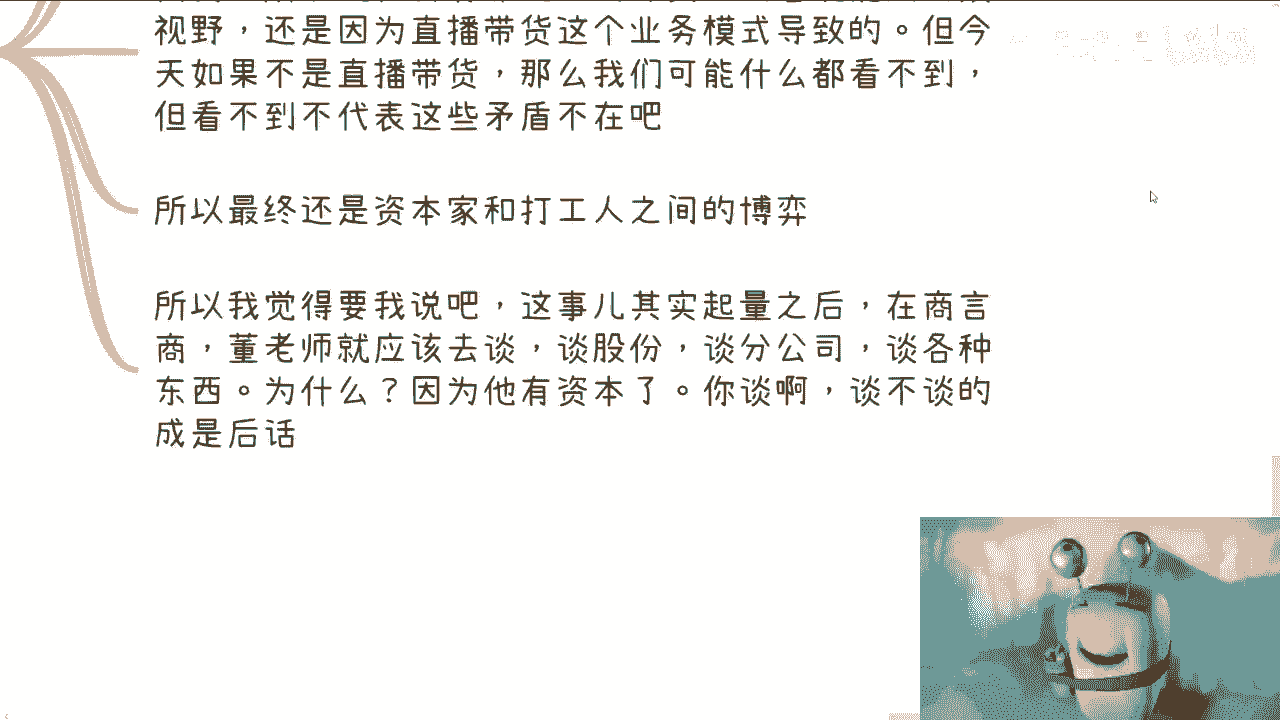 视野，还是因为直播带货这个业务模式导致的。但今
天如果不是直播带货，那么我们可能什么都看不到，
但看不到不代表这些矛盾不在吧
所以最终还是资本家和打工人之间的博弈
所以我觉得要我说吧，这事儿其实起量之后，在商言
商，董老师就应该去谈，谈股份，谈分公司，谈各种
东西。为什么？因为他有资本了。你谈啊，谈不谈的
成是后话